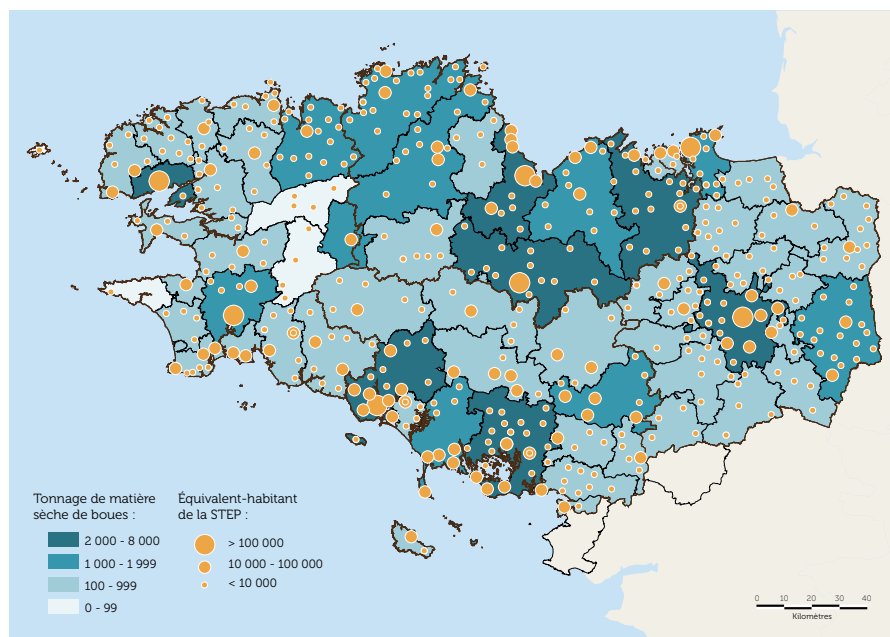 Tonnage de matière
sèche de boues :
2 000 - 8 000
1 000 - 1 999
100 - 999
0 - 99
Équivalent-habitant
de la STEP :
> 100 000
10 000 - 100 000
< 10 000
0 10 20 30 40
Kilomètres